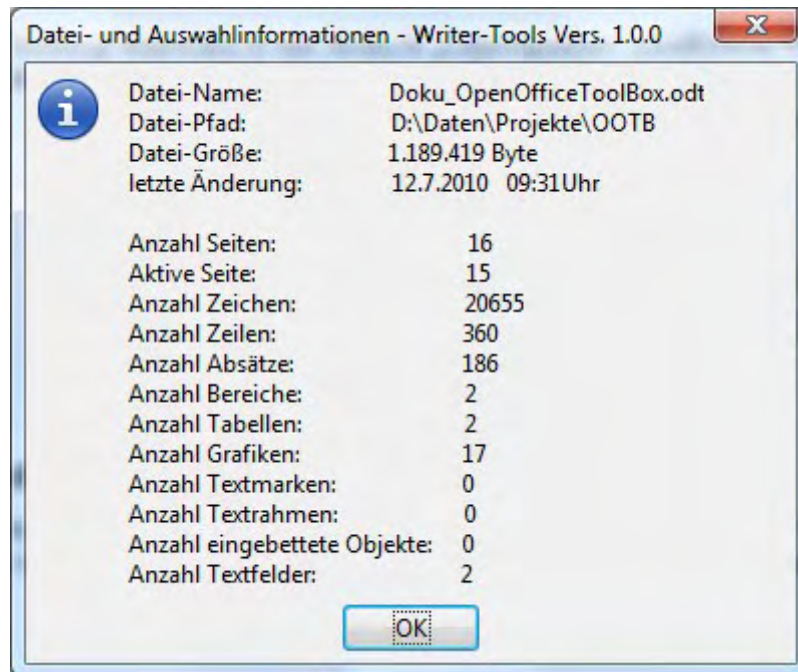 Datei- und Auswahlinformationen - Writer-Tools Vers. 1.0.0
Datei-Name: Doku_OpenOfficeToolBox.odt
Datei-Pfad: D:\Daten\Projekte\OOTB
Datei-Größe: 1.189.419 Byte
letzte Änderung: 12.7.2010 09:31Uhr
Anzahl Seiten: 16
Aktive Seite: 15
Anzahl Zeichen: 20655
Anzahl Zeilen: 360
Anzahl Absätze: 186
Anzahl Bereiche: 2
Anzahl Tabellen: 2
Anzahl Grafiken: 17
Anzahl Textmarken: 0
Anzahl Textrahmen: 0
Anzahl eingebettete Objekte: 0
Anzahl Textfelder: 2
OK